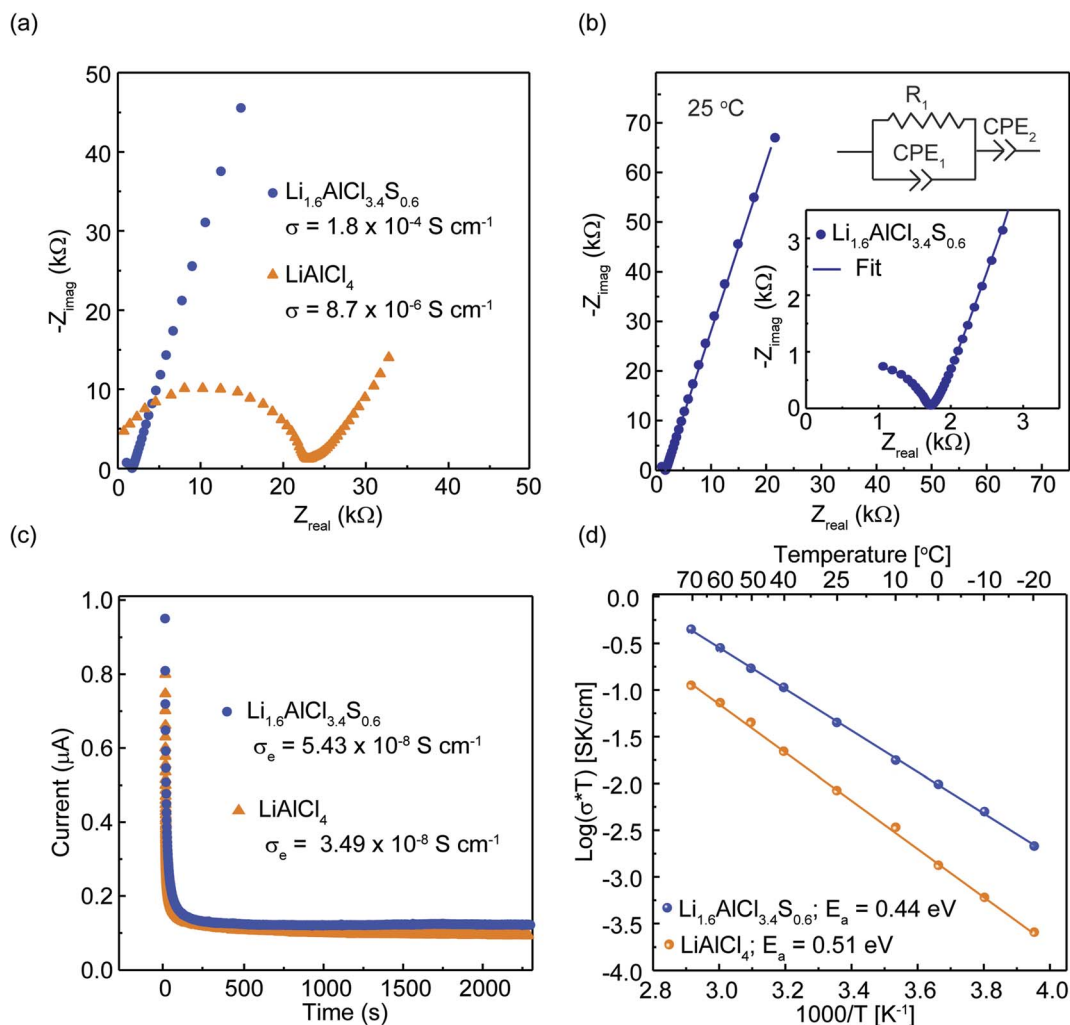 (a)
50
40
30
20
10
0
-Z_imag (kΩ)
Li₁.₆AlCl₃.₄S₀.₆
σ = 1.8 x 10⁻⁴ S cm⁻¹
LiAlCl₄
σ = 8.7 x 10⁻⁶ S cm⁻¹
0 10 20 30 40 50
Z_real (kΩ)
(b)
70
60
50
40
30
20
10
0
-Z_imag (kΩ)
25 °C
R₁
CPE₁
CPE₂
3
2
1
0
-Z_imag (kΩ)
Li₁.₆AlCl₃.₄S₀.₆
Fit
0 1 2 3
Z_real (kΩ)
0 10 20 30 40 50 60 70
Z_real (kΩ)
(c)
1.0
0.8
0.6
0.4
0.2
0.0
Current (μA)
Li₁.₆AlCl₃.₄S₀.₆
σₑ = 5.43 x 10⁻⁸ S cm⁻¹
LiAlCl₄
σₑ = 3.49 x 10⁻⁸ S cm⁻¹
0 500 1000 1500 2000
Time (s)
(d)
Temperature [°C]
70 60 50 40 25 10 0 -10 -20
0.0
-0.5
-1.0
-1.5
-2.0
-2.5
-3.0
-3.5
-4.0
Log(σ*T) [SK/cm]
Li₁.₆AlCl₃.₄S₀.₆; Eₐ = 0.44 eV
LiAlCl₄; Eₐ = 0.51 eV
2.8 3.0 3.2 3.4 3.6 3.8 4.0
1000/T [K⁻¹]